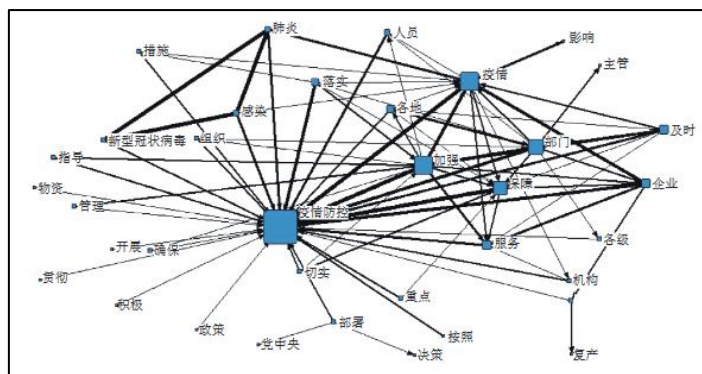 肺炎
人员
影响
措施
主管
疫情
落实
各地
感染
及时
新型冠状病毒
组织
部门
指导
加强
物资
保障
企业
管理
疫情防控
开展
确保
服务
各级
贯彻
切实
机构
积极
重点
政策
部署
按照
党中央
决策
复产